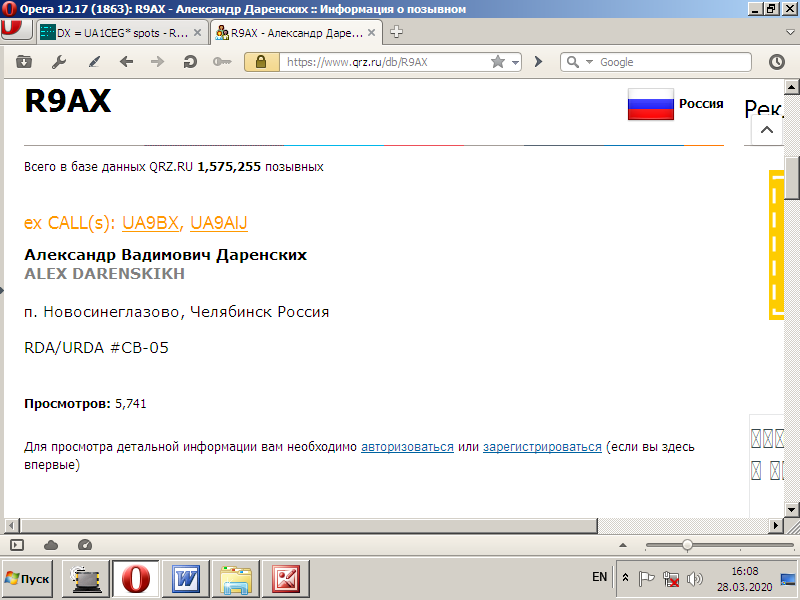 Opera 12.17 (1863): R9AX - Александр Даренских :: Информация о позывном
DX = UA1CEG* spots - R...
R9AX - Александр Даре...
https://www.qrz.ru/db/R9AX
Google
R9AX
Россия
Рек
Всего в базе данных QRZ.RU 1,575,255 позывных
ex CALL(s): UA9BX, UA9AIJ
Александр Вадимович Даренских
ALEX DARENSKIKH
п. Новосинеглазово, Челябинск Россия
RDA/URDA #CB-05
Просмотров: 5,741
Для просмотра детальной информации вам необходимо авторизоваться или зарегистрироваться (если вы здесь
впервые)
Пуск
EN
16:08
28.03.2020